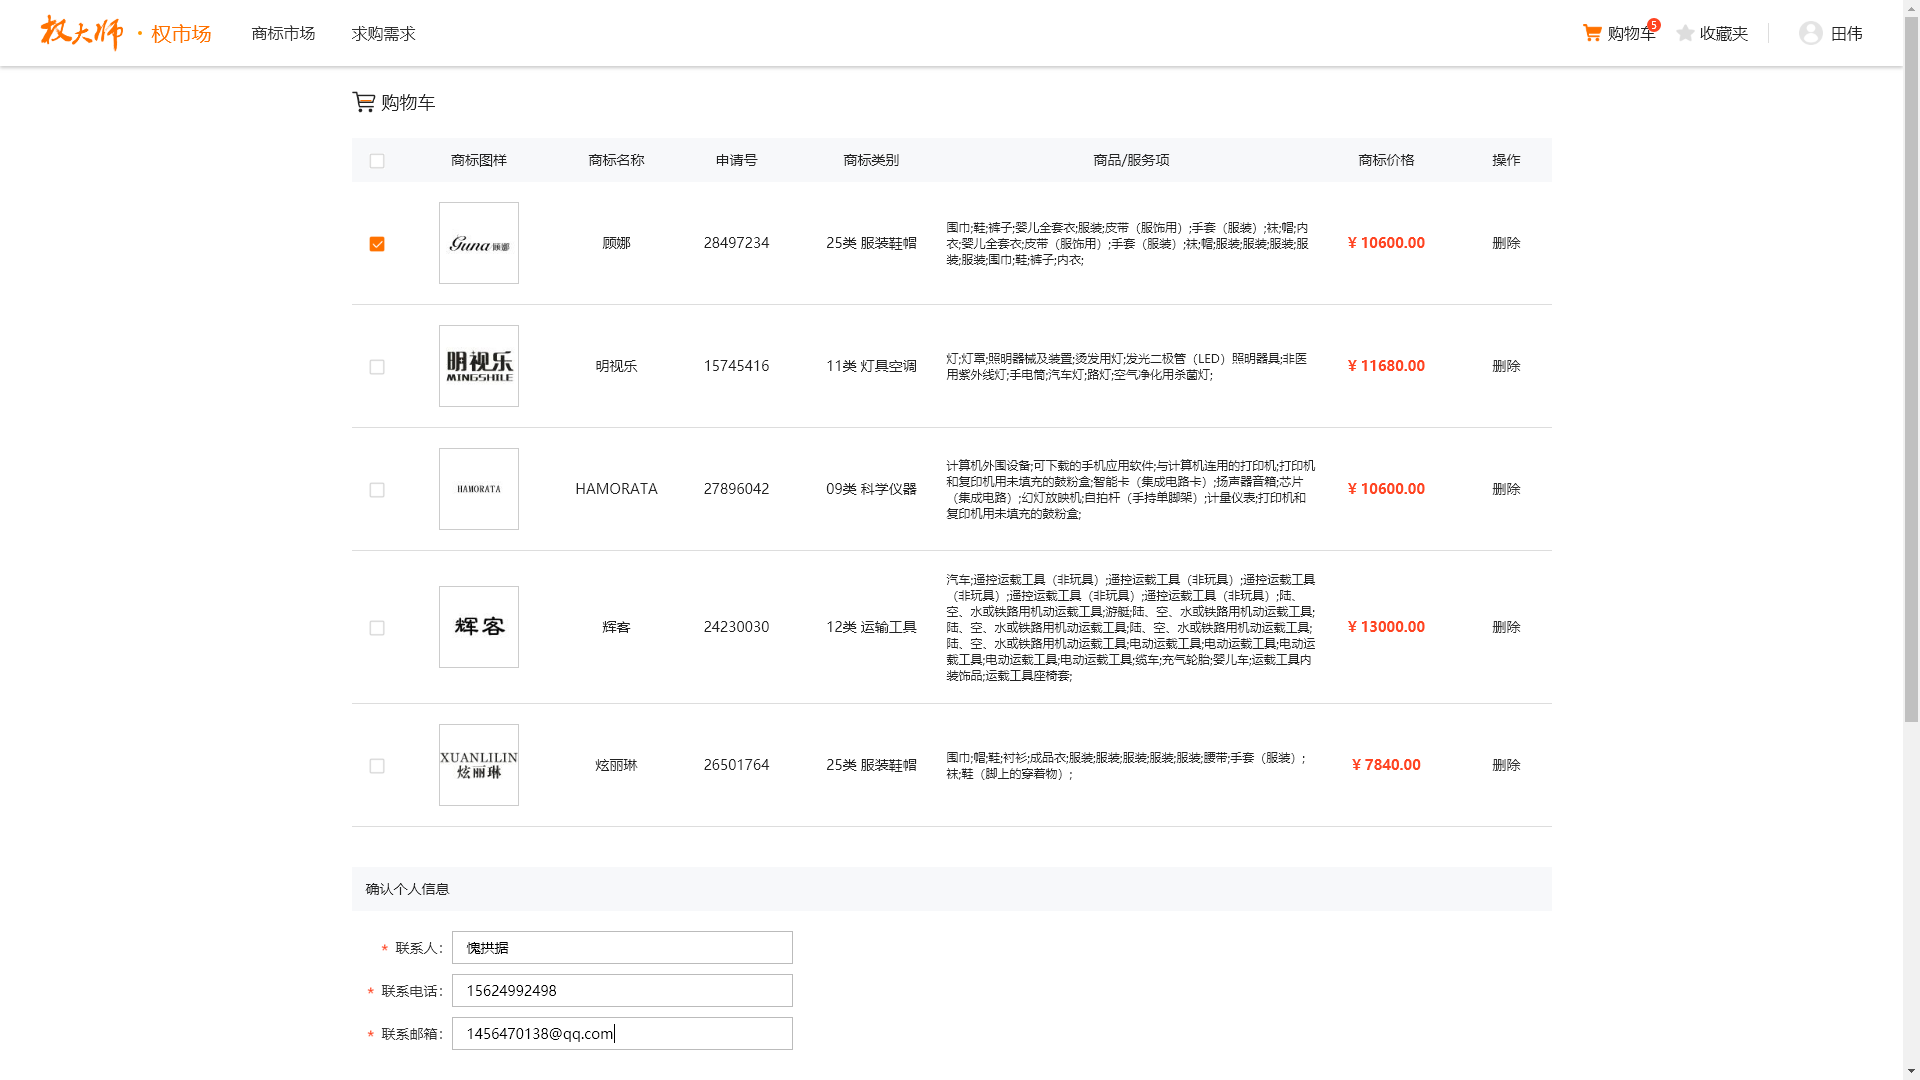 权大师 · 权市场 商标市场 求购需求 购物车 5 收藏夹 田伟
购物车
商标图样 商标名称 申请号 商标类别 商品/服务项 商标价格 操作
Guna 顾娜 顾娜 28497234 25类 服装鞋帽 ¥ 10600.00 删除
围巾;鞋;裤子;婴儿全套衣;服装;皮带（服饰用）;手套（服装）;袜;帽;内
衣;婴儿全套衣;皮带（服饰用）;手套（服装）;袜;帽;服装;服装;服装;服
装;服装;围巾;鞋;裤子;内衣;
明视乐
MINGSHILE
明视乐 15745416 11类 灯具空调 ¥ 11680.00 删除
灯;灯罩;照明器械及装置;烫发用灯;发光二极管（LED）照明器具;非医
用紫外线灯;手电筒;汽车灯;路灯;空气净化用杀菌灯;
HAMORATA HAMORATA 27896042 09类 科学仪器 ¥ 10600.00 删除
计算机外围设备;可下载的手机应用软件;与计算机连用的打印机;打印机
和复印机用未填充的鼓粉盒;智能卡（集成电路卡）;扬声器音箱;芯片
（集成电路）;幻灯放映机;自拍杆（手持单脚架）;计量仪表;打印机和
复印机用未填充的鼓粉盒;
辉客 辉客 24230030 12类 运输工具 ¥ 13000.00 删除
汽车;遥控运载工具（非玩具）;遥控运载工具（非玩具）;遥控运载工具
（非玩具）;遥控运载工具（非玩具）;遥控运载工具（非玩具）;陆、
空、水或铁路用机动运载工具;游艇;陆、空、水或铁路用机动运载工具;
陆、空、水或铁路用机动运载工具;陆、空、水或铁路用机动运载工具;
陆、空、水或铁路用机动运载工具;电动运载工具;电动运载工具;电动运
载工具;电动运载工具;电动运载工具;缆车;充气轮胎;婴儿车;运载工具内
装饰品;运载工具座椅套;
XUANLILIN
炫丽琳
炫丽琳 26501764 25类 服装鞋帽 ¥ 7840.00 删除
围巾;帽;鞋;衬衫;成品衣;服装;服装;服装;服装;服装;腰带;手套（服装）;
袜;鞋（脚上的穿着物）;
确认个人信息
* 联系人: 愧拱据
* 联系电话: 15624992498
* 联系邮箱: 1456470138@qq.com